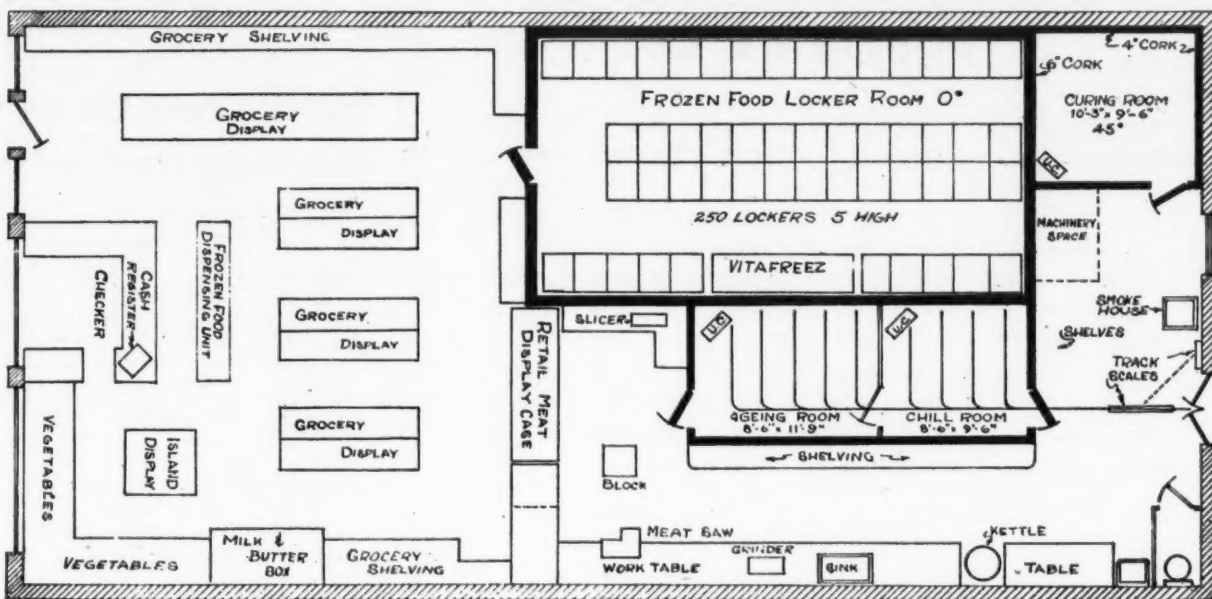 GROCERY SHELVING
GROCERY
DISPLAY
FROZEN FOOD LOCKER ROOM 0°
6" CORK
4" CORK
CURING ROOM
10'-3" x 9'-6"
45°
U.C.
GROCERY
DISPLAY
250 LOCKERS 5 HIGH
VITAFREEZ
MACHINERY
SPACE
CASH
REGISTER
CHECKER
FROZEN FOOD
DISPENSING UNIT
GROCERY
DISPLAY
RETAIL MEAT
DISPLAY CASE
SLICER
U.C.
U.C.
SMOKE
HOUSE
SHELVES
TRACK
SCALES
AGEING ROOM
8'-6" x 11'-9"
CHILL ROOM
8'-6" x 9'-6"
VEGETABLES
ISLAND
DISPLAY
GROCERY
DISPLAY
SHELVING
BLOCK
VEGETABLES
MILK &
BUTTER
BOX
GROCERY
SHELVING
MEAT SAW
WORK TABLE
GRINDER
SINK
KETTLE
TABLE